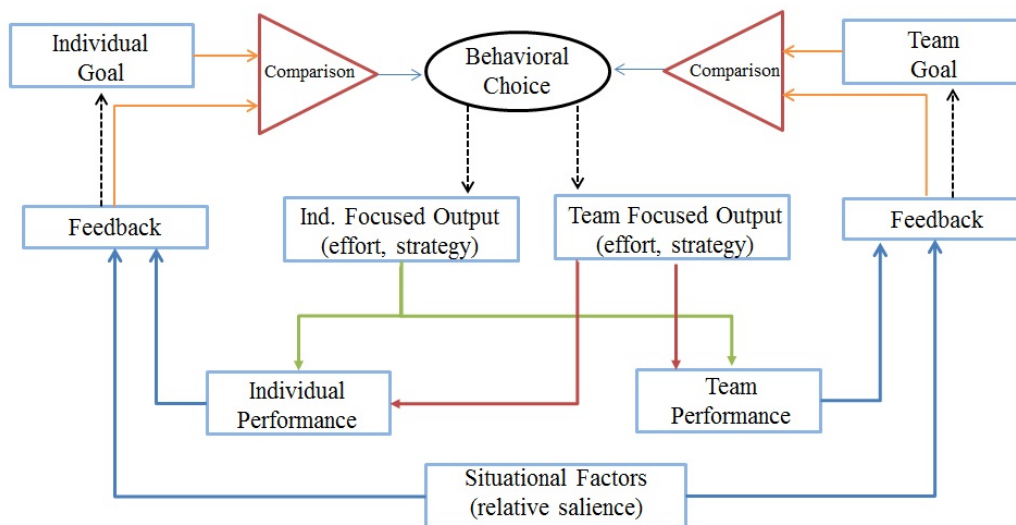 Individual
Goal
Comparison
Behavioral
Choice
Comparison
Team
Goal
Feedback
Ind. Focused Output
(effort, strategy)
Team Focused Output
(effort, strategy)
Feedback
Individual
Performance
Team
Performance
Situational Factors
(relative salience)